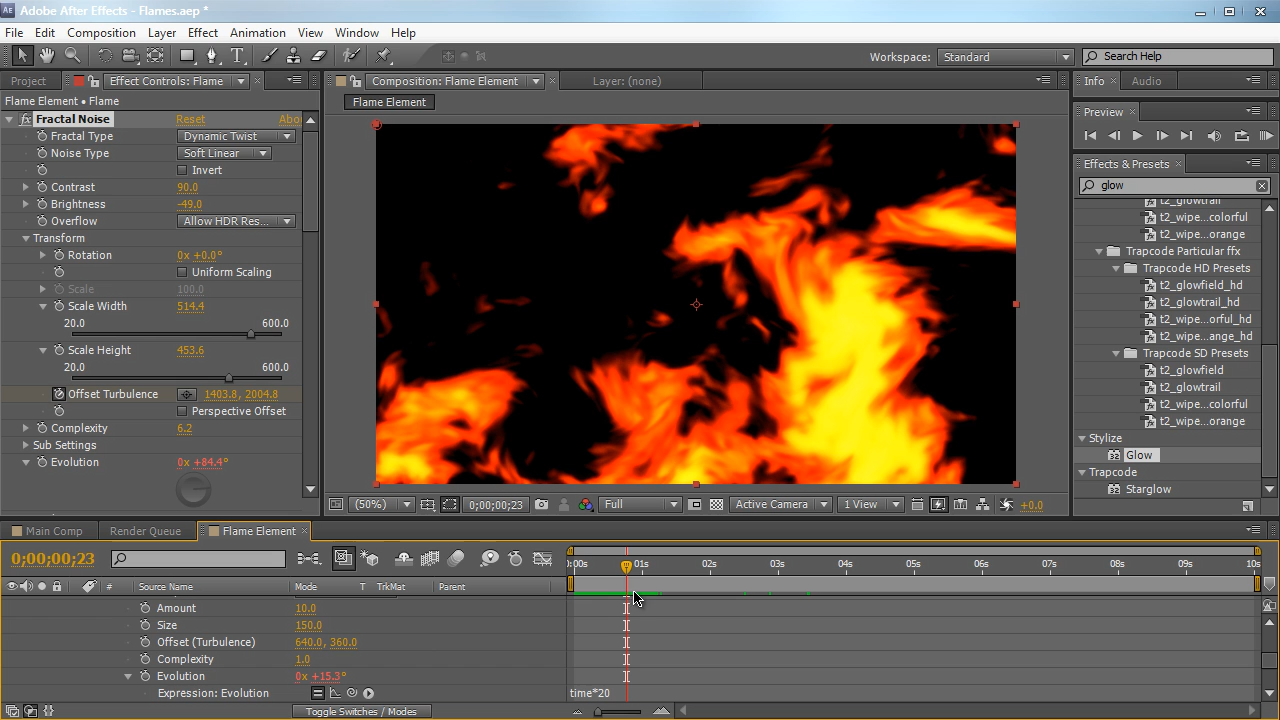 Adobe After Effects - Flames.aep *
File Edit Composition Layer Effect Animation View Window Help
Workspace: Standard Search Help
Project Effect Controls: Flame Composition: Flame Element Layer: (none) Info Audio
Flame Element • Flame
Flame Element
Fractal Noise Reset Abo
Fractal Type Dynamic Twist
Noise Type Soft Linear
Invert
Contrast 90.0
Brightness -49.0
Overflow Allow HDR Res...
Transform
Rotation 0x +0.0°
Uniform Scaling
Scale 100.0
Scale Width 514.4
20.0 600.0
Scale Height 453.6
20.0 600.0
Offset Turbulence 1403.8, 2004.8
Perspective Offset
Complexity 6.2
Sub Settings
Evolution 0x +84.4°
Preview
Effects & Presets
glow
t2_glowtrail
t2_wipe...colorful
t2_wipe...orange
Trapcode Particular ffx
Trapcode HD Presets
t2_glowfield_hd
t2_glowtrail_hd
t2_wipe...orful_hd
t2_wipe...ange_hd
Trapcode SD Presets
t2_glowfield
t2_glowtrail
t2_wipe...colorful
t2_wipe...orange
Stylize
Glow
Trapcode
Starglow
(50%) 0;00;00;23 Full Active Camera 1 View +0.0
Main Comp Render Queue Flame Element
0;00;00;23
0:00s 01s 02s 03s 04s 05s 06s 07s 08s 09s 10s
# Source Name Mode T TrkMat Parent
Amount 10.0
Size 150.0
Offset (Turbulence) 640.0, 360.0
Complexity 1.0
Evolution 0x +15.3°
Expression: Evolution time*20
Toggle Switches / Modes